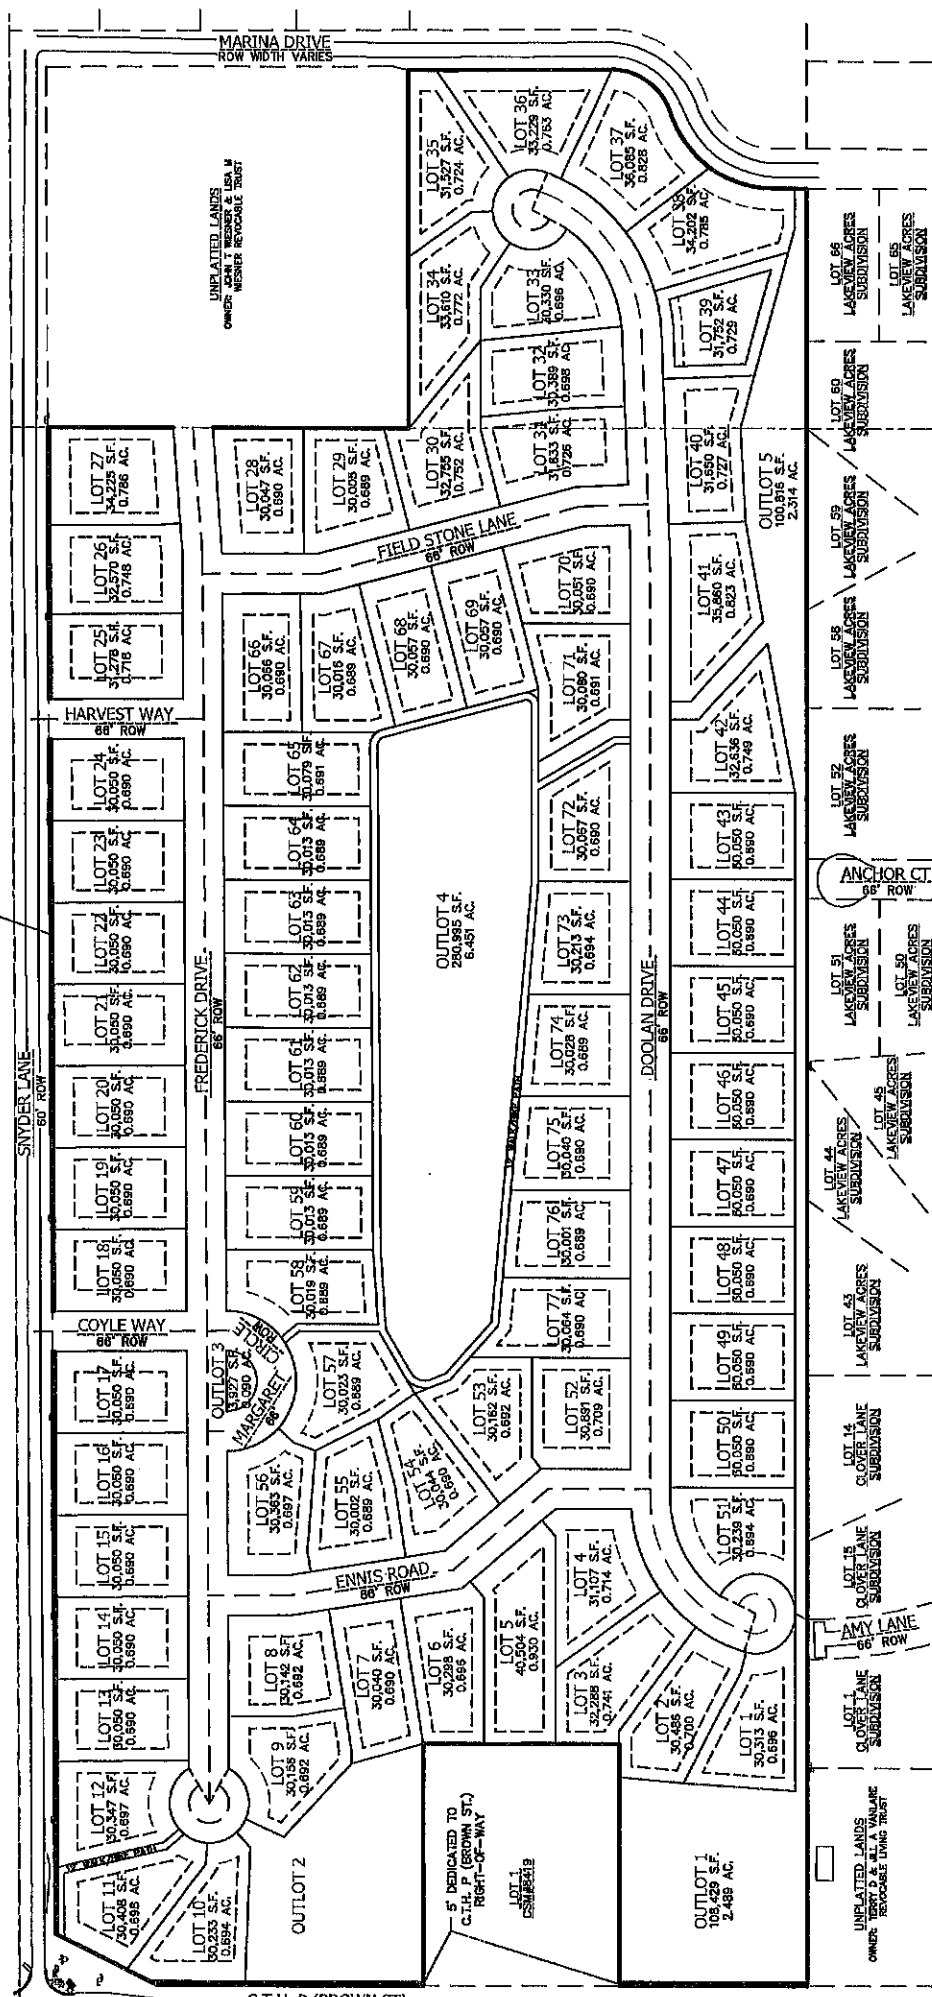 MARINA DRIVE
ROW WIDTH VARIES
UNPLATTED LANDS
OWNER: JOHN T WIESNER & LISA M
WIESNER REVOCABLE TRUST
LOT 36
33,229 S.F.
0.763 AC.
LOT 35
31,527 S.F.
0.724 AC.
LOT 37
36,085 S.F.
0.828 AC.
LOT 38
34,202 S.F.
0.785 AC.
LOT 34
33,610 S.F.
0.772 AC.
LOT 33
30,330 S.F.
0.696 AC.
LOT 39
31,752 S.F.
0.729 AC.
LOT 32
30,389 S.F.
0.698 AC.
LOT 31
31,633 S.F.
0.726 AC.
LOT 30
32,755 S.F.
0.752 AC.
LOT 29
30,005 S.F.
0.689 AC.
LOT 28
30,047 S.F.
0.690 AC.
LOT 27
34,225 S.F.
0.786 AC.
LOT 40
31,650 S.F.
0.727 AC.
OUTLOT 5
100,816 S.F.
2.314 AC.
LOT 66
LAKEVIEW ACRES
SUBDIVISION
LOT 65
LAKEVIEW ACRES
SUBDIVISION
LOT 60
LAKEVIEW ACRES
SUBDIVISION
LOT 59
LAKEVIEW ACRES
SUBDIVISION
LOT 58
LAKEVIEW ACRES
SUBDIVISION
LOT 52
LAKEVIEW ACRES
SUBDIVISION
FIELD STONE LANE
66' ROW
LOT 26
32,570 S.F.
0.748 AC.
LOT 25
31,278 S.F.
0.718 AC.
LOT 66
30,066 S.F.
0.690 AC.
LOT 67
30,016 S.F.
0.689 AC.
LOT 68
30,057 S.F.
0.690 AC.
LOT 69
30,057 S.F.
0.690 AC.
LOT 70
30,051 S.F.
0.690 AC.
LOT 71
30,080 S.F.
0.691 AC.
LOT 41
35,860 S.F.
0.823 AC.
LOT 42
32,636 S.F.
0.749 AC.
HARVEST WAY
66' ROW
LOT 24
30,050 S.F.
0.690 AC.
LOT 23
30,050 S.F.
0.690 AC.
LOT 22
30,050 S.F.
0.690 AC.
LOT 21
30,050 S.F.
0.690 AC.
LOT 20
30,050 S.F.
0.690 AC.
LOT 19
30,050 S.F.
0.690 AC.
LOT 18
30,050 S.F.
0.690 AC.
SNYDER LANE
60' ROW
FREDERICK DRIVE
66' ROW
LOT 65
30,079 S.F.
0.691 AC.
LOT 64
30,013 S.F.
0.689 AC.
LOT 63
30,013 S.F.
0.689 AC.
LOT 62
30,013 S.F.
0.689 AC.
LOT 61
30,013 S.F.
0.689 AC.
LOT 60
30,013 S.F.
0.689 AC.
LOT 59
30,013 S.F.
0.689 AC.
LOT 58
30,019 S.F.
0.689 AC.
OUTLOT 4
280,995 S.F.
6.451 AC.
LOT 72
30,067 S.F.
0.690 AC.
LOT 73
30,213 S.F.
0.694 AC.
LOT 74
30,028 S.F.
0.689 AC.
LOT 75
30,040 S.F.
0.690 AC.
LOT 76
30,001 S.F.
0.689 AC.
LOT 77
30,064 S.F.
0.690 AC.
DOOLAN DRIVE
66' ROW
LOT 43
30,050 S.F.
0.690 AC.
LOT 44
30,050 S.F.
0.690 AC.
LOT 45
30,050 S.F.
0.690 AC.
LOT 46
30,050 S.F.
0.690 AC.
LOT 47
30,050 S.F.
0.690 AC.
LOT 48
30,050 S.F.
0.690 AC.
LOT 49
30,050 S.F.
0.690 AC.
LOT 50
30,050 S.F.
0.690 AC.
LOT 51
30,239 S.F.
0.694 AC.
ANCHOR CT
66' ROW
LOT 51
LAKEVIEW ACRES
SUBDIVISION
LOT 50
LAKEVIEW ACRES
SUBDIVISION
LOT 45
LAKEVIEW ACRES
SUBDIVISION
LOT 44
LAKEVIEW ACRES
SUBDIVISION
LOT 43
LAKEVIEW ACRES
SUBDIVISION
LOT 14
CLOVER LANE
SUBDIVISION
LOT 15
CLOVER LANE
SUBDIVISION
COYLE WAY
66' ROW
OUTLOT 3
3,927 S.F.
0.090 AC.
MARGARET CIRCLE
66' ROW
LOT 17
30,050 S.F.
0.690 AC.
LOT 16
30,050 S.F.
0.690 AC.
LOT 15
30,050 S.F.
0.690 AC.
LOT 14
30,050 S.F.
0.690 AC.
LOT 13
30,050 S.F.
0.690 AC.
LOT 57
30,023 S.F.
0.689
LOT 56
30,363 S.F.
0.697 AC.
LOT 55
30,002 S.F.
0.689 AC.
LOT 54
30,044 S.F.
0.690 AC.
LOT 53
30,162 S.F.
0.692 AC.
LOT 52
30,891 S.F.
0.709 AC.
ENNIS ROAD
66' ROW
LOT 8
30,142 S.F.
0.692 AC.
LOT 7
30,040 S.F.
0.690 AC.
LOT 6
30,298 S.F.
0.696 AC.
LOT 5
40,504 S.F.
0.930 AC.
LOT 4
31,107 S.F.
0.714 AC.
LOT 3
32,288 S.F.
0.741 AC.
LOT 2
30,486 S.F.
0.700 AC.
LOT 1
30,313 S.F.
0.696 AC.
AMY LANE
66' ROW
LOT 1
CLOVER LANE
SUBDIVISION
LOT 9
30,155 S.F.
0.692 AC.
LOT 12
30,347 S.F.
0.697 AC.
LOT 11
30,408 S.F.
0.698 AC.
LOT 10
30,233 S.F.
0.694 AC.
OUTLOT 2
5' DEDICATED TO
C.T.H. P (BROWN ST.)
RIGHT-OF-WAY
LOT 1
OUTLOT 1
108,429 S.F.
2.489 AC.
UNPLATTED LANDS
OWNER: TERRY D & JILL A VANLARE
REVOCABLE LIVING TRUST